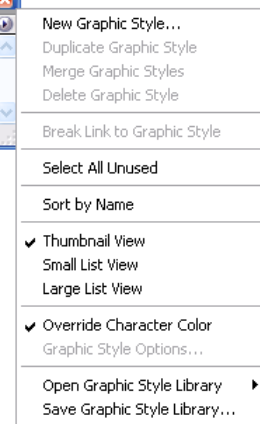 New Graphic Style...
Duplicate Graphic Style
Merge Graphic Styles
Delete Graphic Style
Break Link to Graphic Style
Select All Unused
Sort by Name
Thumbnail View
Small List View
Large List View
Override Character Color
Graphic Style Options...
Open Graphic Style Library
Save Graphic Style Library...